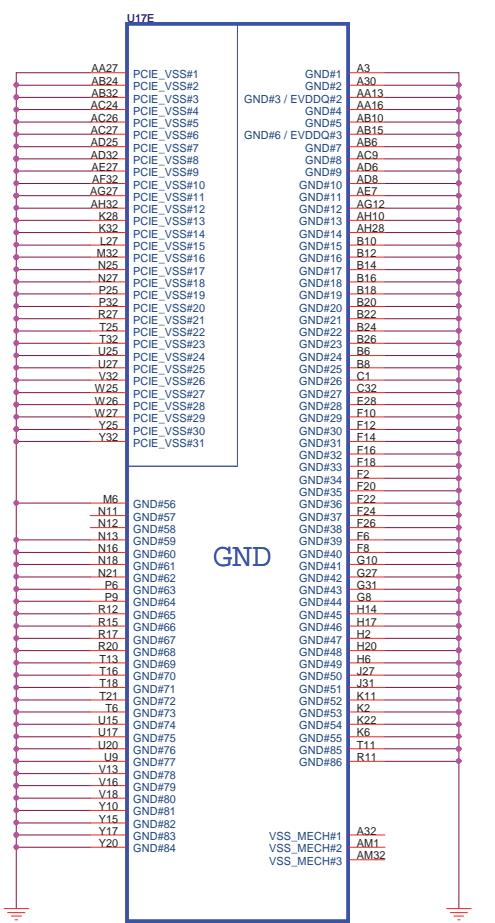 U17E
AA27 PCIE_VSS#1
AB24 PCIE_VSS#2
AB32 PCIE_VSS#3
AC24 PCIE_VSS#4
AC26 PCIE_VSS#5
AC27 PCIE_VSS#6
AD25 PCIE_VSS#7
AD32 PCIE_VSS#8
AE27 PCIE_VSS#9
AF32 PCIE_VSS#10
AG27 PCIE_VSS#11
AH32 PCIE_VSS#12
K28 PCIE_VSS#13
K32 PCIE_VSS#14
L27 PCIE_VSS#15
M32 PCIE_VSS#16
N25 PCIE_VSS#17
N27 PCIE_VSS#18
P25 PCIE_VSS#19
P32 PCIE_VSS#20
R27 PCIE_VSS#21
T25 PCIE_VSS#22
T32 PCIE_VSS#23
U25 PCIE_VSS#24
U27 PCIE_VSS#25
V32 PCIE_VSS#26
W25 PCIE_VSS#27
W26 PCIE_VSS#28
W27 PCIE_VSS#29
Y25 PCIE_VSS#30
Y32 PCIE_VSS#31
M6 GND#56
N11 GND#57
N12 GND#58
N13 GND#59
N16 GND#60
N18 GND#61
N21 GND#62
P6 GND#63
P9 GND#64
R12 GND#65
R15 GND#66
R17 GND#67
R20 GND#68
T13 GND#69
T16 GND#70
T18 GND#71
T21 GND#72
T6 GND#73
U15 GND#74
U17 GND#75
U20 GND#76
U9 GND#77
V13 GND#78
V16 GND#79
V18 GND#80
Y10 GND#81
Y15 GND#82
Y17 GND#83
Y20 GND#84
GND
GND#1 A3
GND#2 A30
GND#3 / EVDDQ#2 AA13
GND#4 AA16
GND#5 AB10
GND#6 / EVDDQ#3 AB15
GND#7 AB6
GND#8 AC9
GND#9 AD6
GND#10 AD8
GND#11 AE7
GND#12 AG12
GND#13 AH10
GND#14 AH28
GND#15 B10
GND#16 B12
GND#17 B14
GND#18 B16
GND#19 B18
GND#20 B20
GND#21 B22
GND#22 B24
GND#23 B26
GND#24 B6
GND#25 B8
GND#26 C1
GND#27 C32
GND#28 E28
GND#29 F10
GND#30 F12
GND#31 F14
GND#32 F16
GND#33 F18
GND#34 F2
GND#35 F20
GND#36 F22
GND#37 F24
GND#38 F26
GND#39 F6
GND#40 F8
GND#41 G10
GND#42 G27
GND#43 G31
GND#44 G8
GND#45 H14
GND#46 H17
GND#47 H2
GND#48 H20
GND#49 H6
GND#50 J27
GND#51 J31
GND#52 K11
GND#53 K2
GND#54 K22
GND#55 K6
GND#85 T11
GND#86 R11
VSS_MECH#1 A32
VSS_MECH#2 AM1
VSS_MECH#3 AM32